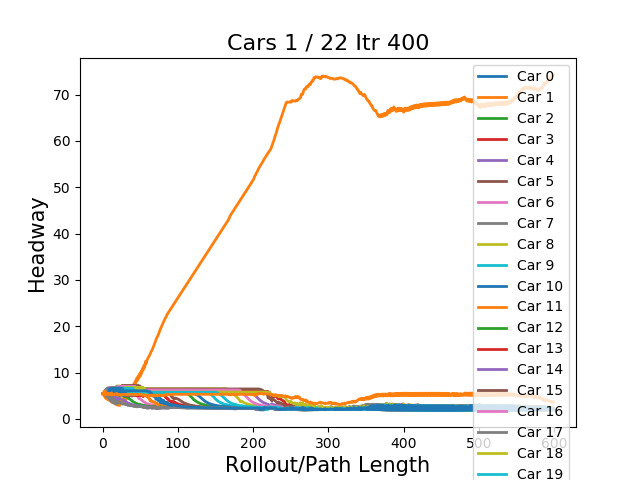 Cars 1 / 22 Itr 400
Headway
70
60
50
40
30
20
10
0
0
100
200
300
400
500
600
Rollout/Path Length
Car 0
Car 1
Car 2
Car 3
Car 4
Car 5
Car 6
Car 7
Car 8
Car 9
Car 10
Car 11
Car 12
Car 13
Car 14
Car 15
Car 16
Car 17
Car 18
Car 19